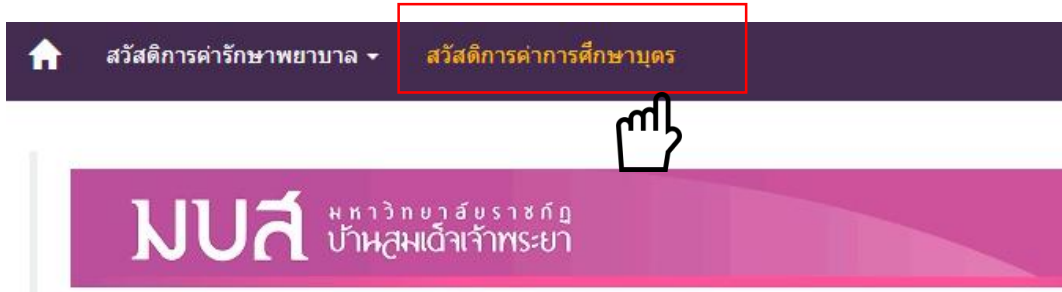 สวัสดิการค่ารักษาพยาบาล สวัสดิการค่าการศึกษาบุตร
มบส มหาวิทยาลัยราชภัฏ
บ้านสมเด็จเจ้าพระยา